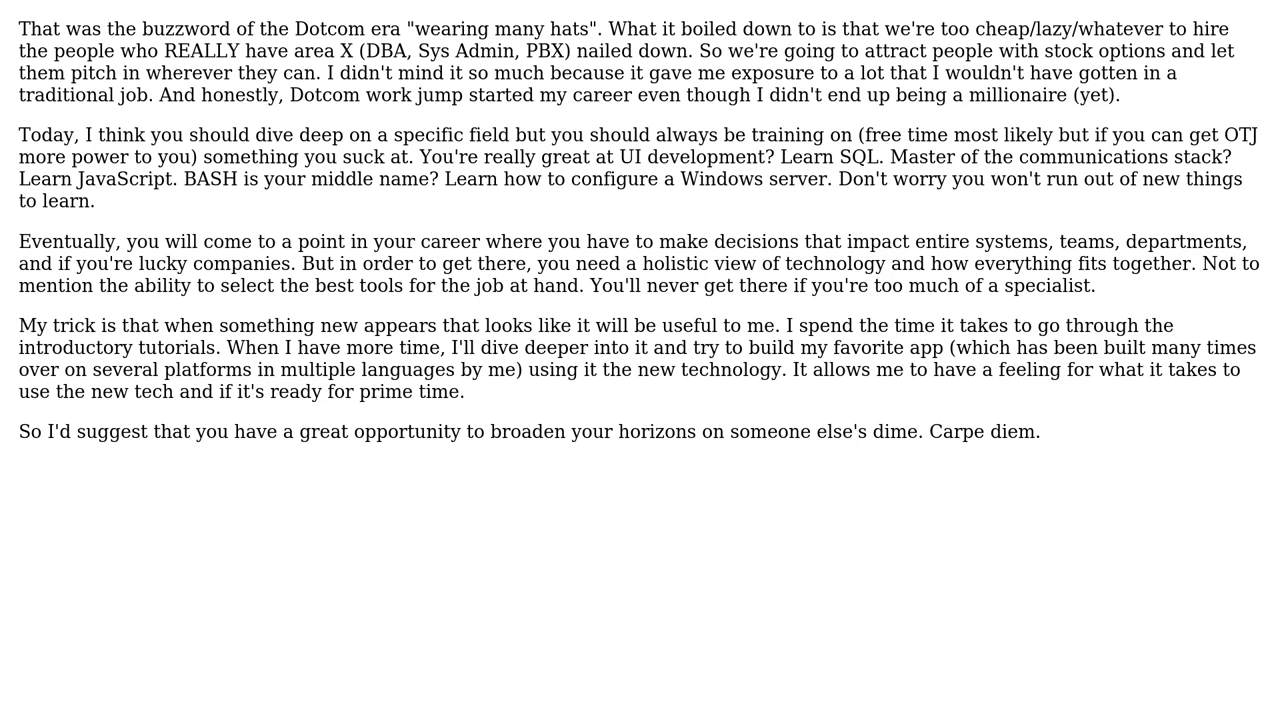 That was the buzzword of the Dotcom era "wearing many hats". What it boiled down to is that we're too cheap/lazy/whatever to hire
the people who REALLY have area X (DBA, Sys Admin, PBX) nailed down. So we're going to attract people with stock options and let
them pitch in wherever they can. I didn't mind it so much because it gave me exposure to a lot that I wouldn't have gotten in a
traditional job. And honestly, Dotcom work jump started my career even though I didn't end up being a millionaire (yet).
Today, I think you should dive deep on a specific field but you should always be training on (free time most likely but if you can get OTJ
more power to you) something you suck at. You're really great at UI development? Learn SQL. Master of the communications stack?
Learn JavaScript. BASH is your middle name? Learn how to configure a Windows server. Don't worry you won't run out of new things
to learn.
Eventually, you will come to a point in your career where you have to make decisions that impact entire systems, teams, departments,
and if you're lucky companies. But in order to get there, you need a holistic view of technology and how everything fits together. Not to
mention the ability to select the best tools for the job at hand. You'll never get there if you're too much of a specialist.
My trick is that when something new appears that looks like it will be useful to me. I spend the time it takes to go through the
introductory tutorials. When I have more time, I'll dive deeper into it and try to build my favorite app (which has been built many times
over on several platforms in multiple languages by me) using it the new technology. It allows me to have a feeling for what it takes to
use the new tech and if it's ready for prime time.
So I'd suggest that you have a great opportunity to broaden your horizons on someone else's dime. Carpe diem.